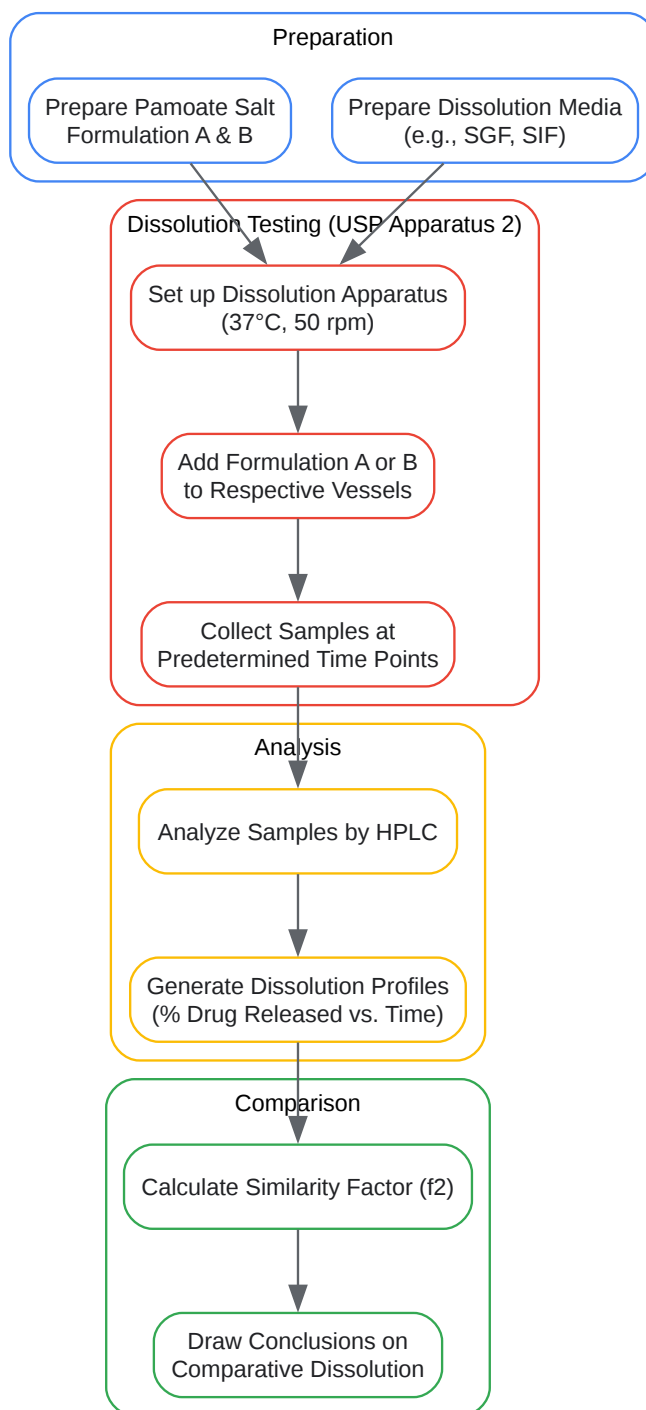 Preparation
Prepare Pamoate Salt
Formulation A & B
Prepare Dissolution Media
(e.g., SGF, SIF)
Dissolution Testing (USP Apparatus 2)
Set up Dissolution Apparatus
(37°C, 50 rpm)
Add Formulation A or B
to Respective Vessels
Collect Samples at
Predetermined Time Points
Analysis
Analyze Samples by HPLC
Generate Dissolution Profiles
(% Drug Released vs. Time)
Comparison
Calculate Similarity Factor (f2)
Draw Conclusions on
Comparative Dissolution